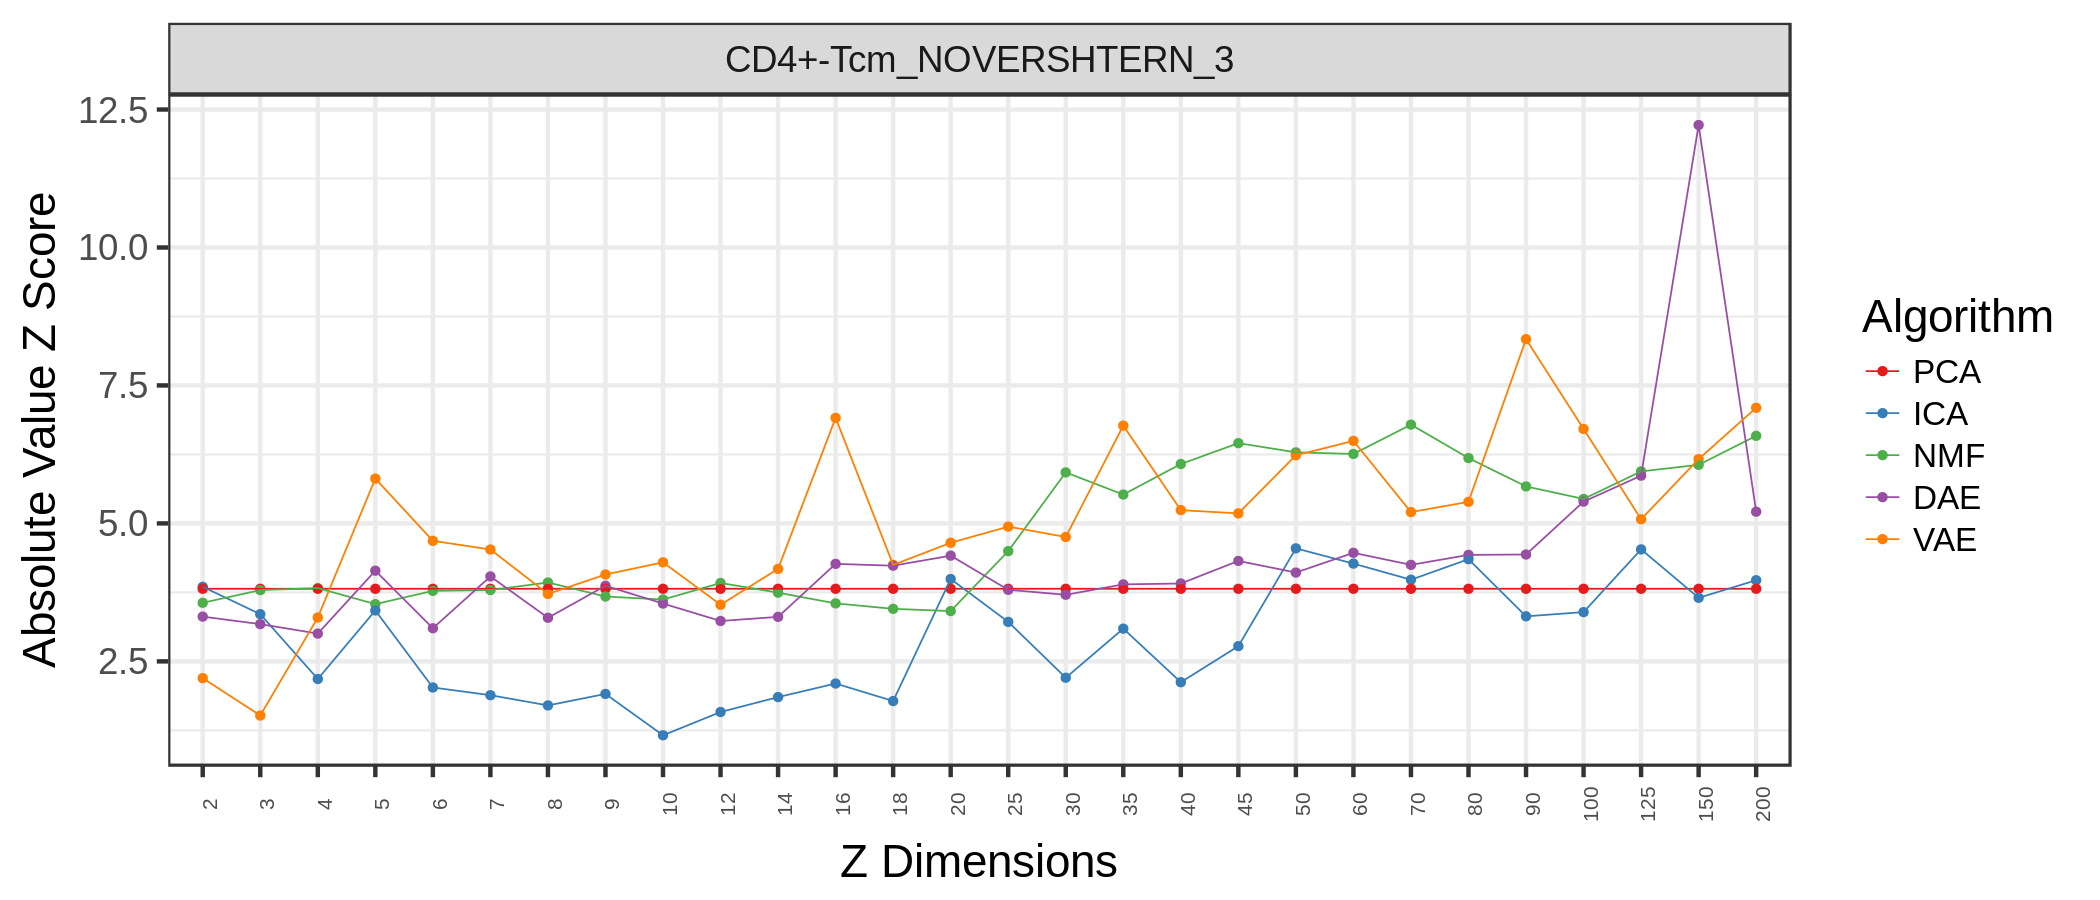 CD4+-Tcm_NOVERSHTERN_3
Absolute Value Z Score
12.5
10.0
7.5
5.0
2.5
2 3 4 5 6 7 8 9 10 12 14 16 18 20 25 30 35 40 45 50 60 70 80 90 100 125 150 200
Z Dimensions
Algorithm
PCA
ICA
NMF
DAE
VAE